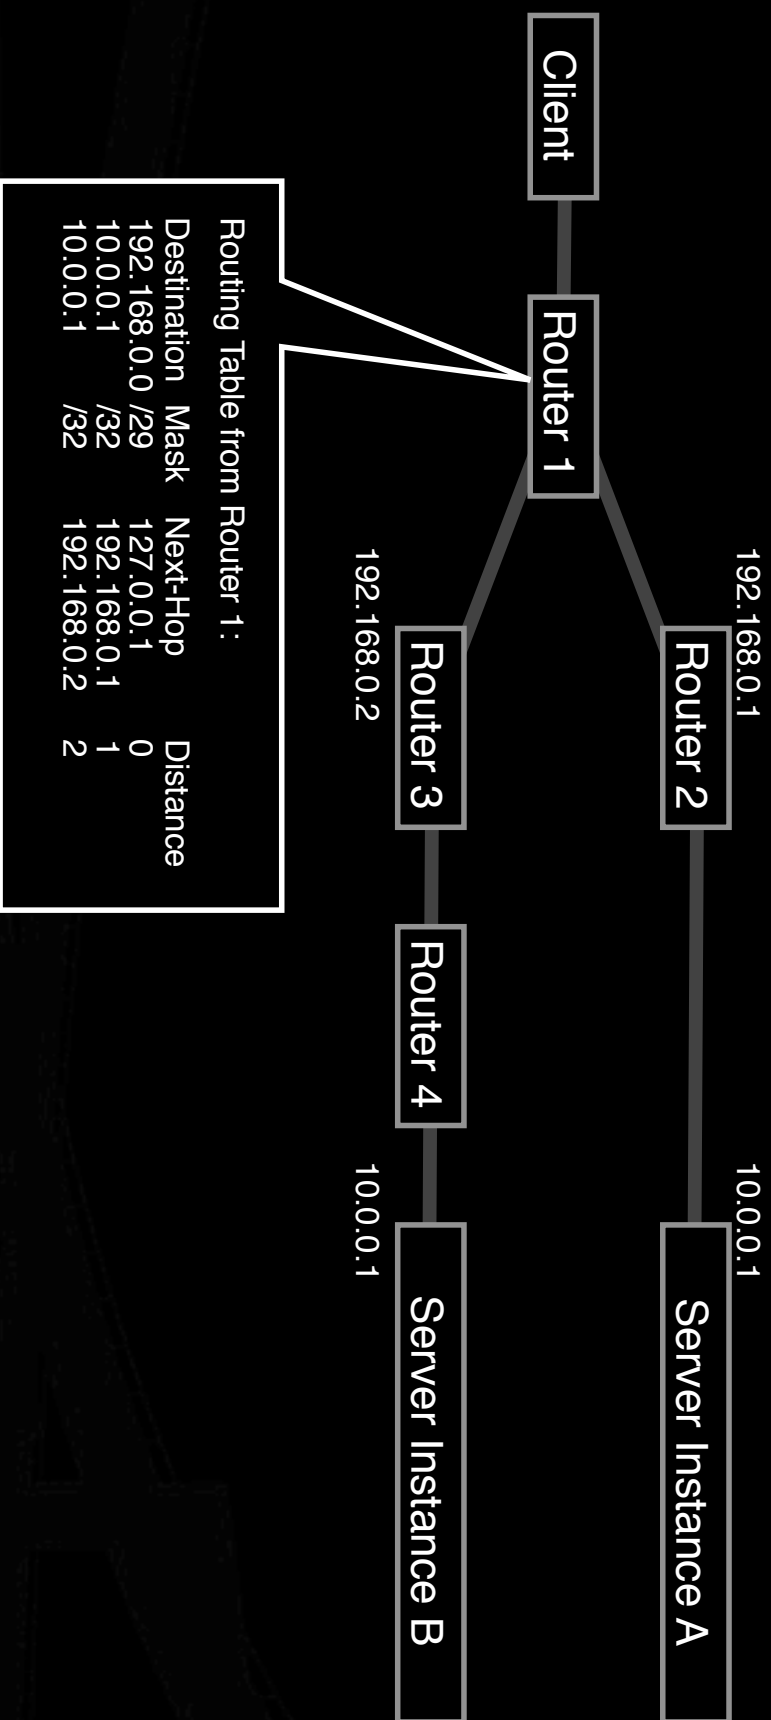 192.168.0.1
10.0.0.1
Router 2
Server Instance A
Client
Router 1
Router 3
Router 4
Server Instance B
192.168.0.2
10.0.0.1
Routing Table from Router 1:
Destination Mask Next-Hop Distance
192.168.0.0 /29 127.0.0.1 0
10.0.0.1 /32 192.168.0.1 1
10.0.0.1 /32 192.168.0.2 2